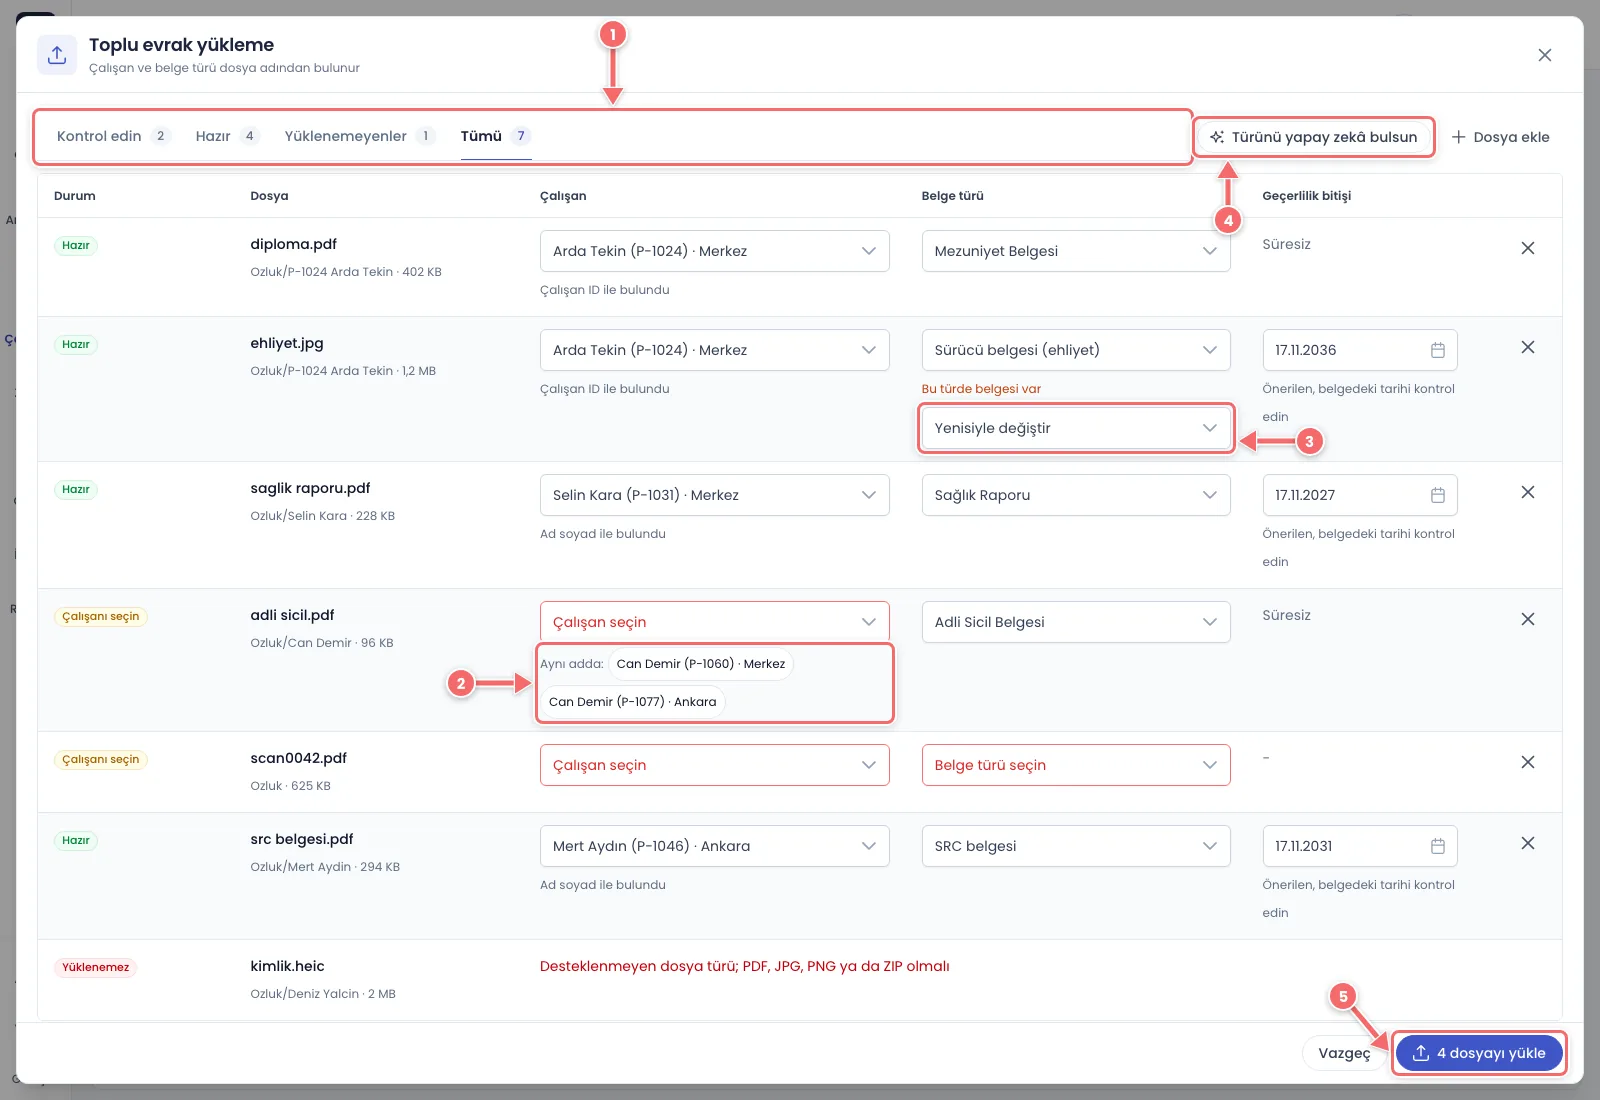 Toplu evrak yükleme
Çalışan ve belge türü dosya adından bulunur
1
Kontrol edin 2
Hazır 4
Yüklenemeyenler 1
Tümü 7
Türünü yapay zekâ bulsun
Dosya ekle
4
Durum
Dosya
Çalışan
Belge türü
Geçerlilik bitişi
Hazır
diploma.pdf
Ozluk/P-1024 Arda Tekin · 402 KB
Arda Tekin (P-1024) · Merkez
Çalışan ID ile bulundu
Mezuniyet Belgesi
Süresiz
Hazır
ehliyet.jpg
Ozluk/P-1024 Arda Tekin · 1,2 MB
Arda Tekin (P-1024) · Merkez
Çalışan ID ile bulundu
Sürücü belgesi (ehliyet)
Bu türde belgesi var
Yenisiyle değiştir
3
17.11.2036
Önerilen, belgedeki tarihi kontrol
edin
Hazır
saglik raporu.pdf
Ozluk/Selin Kara · 228 KB
Selin Kara (P-1031) · Merkez
Ad soyad ile bulundu
Sağlık Raporu
17.11.2027
Önerilen, belgedeki tarihi kontrol
edin
Çalışanı seçin
adli sicil.pdf
Ozluk/Can Demir · 96 KB
Çalışan seçin
2
Aynı adda: Can Demir (P-1060) · Merkez
Can Demir (P-1077) · Ankara
Adli Sicil Belgesi
Süresiz
Çalışanı seçin
scan0042.pdf
Ozluk · 625 KB
Çalışan seçin
Belge türü seçin
-
Hazır
src belgesi.pdf
Ozluk/Mert Aydin · 294 KB
Mert Aydın (P-1046) · Ankara
Ad soyad ile bulundu
SRC belgesi
17.11.2031
Önerilen, belgedeki tarihi kontrol
edin
Yüklenemez
kimlik.heic
Ozluk/Deniz Yalcin · 2 MB
Desteklenmeyen dosya türü; PDF, JPG, PNG ya da ZIP olmalı
5
Vazgeç
4 dosyayı yükle